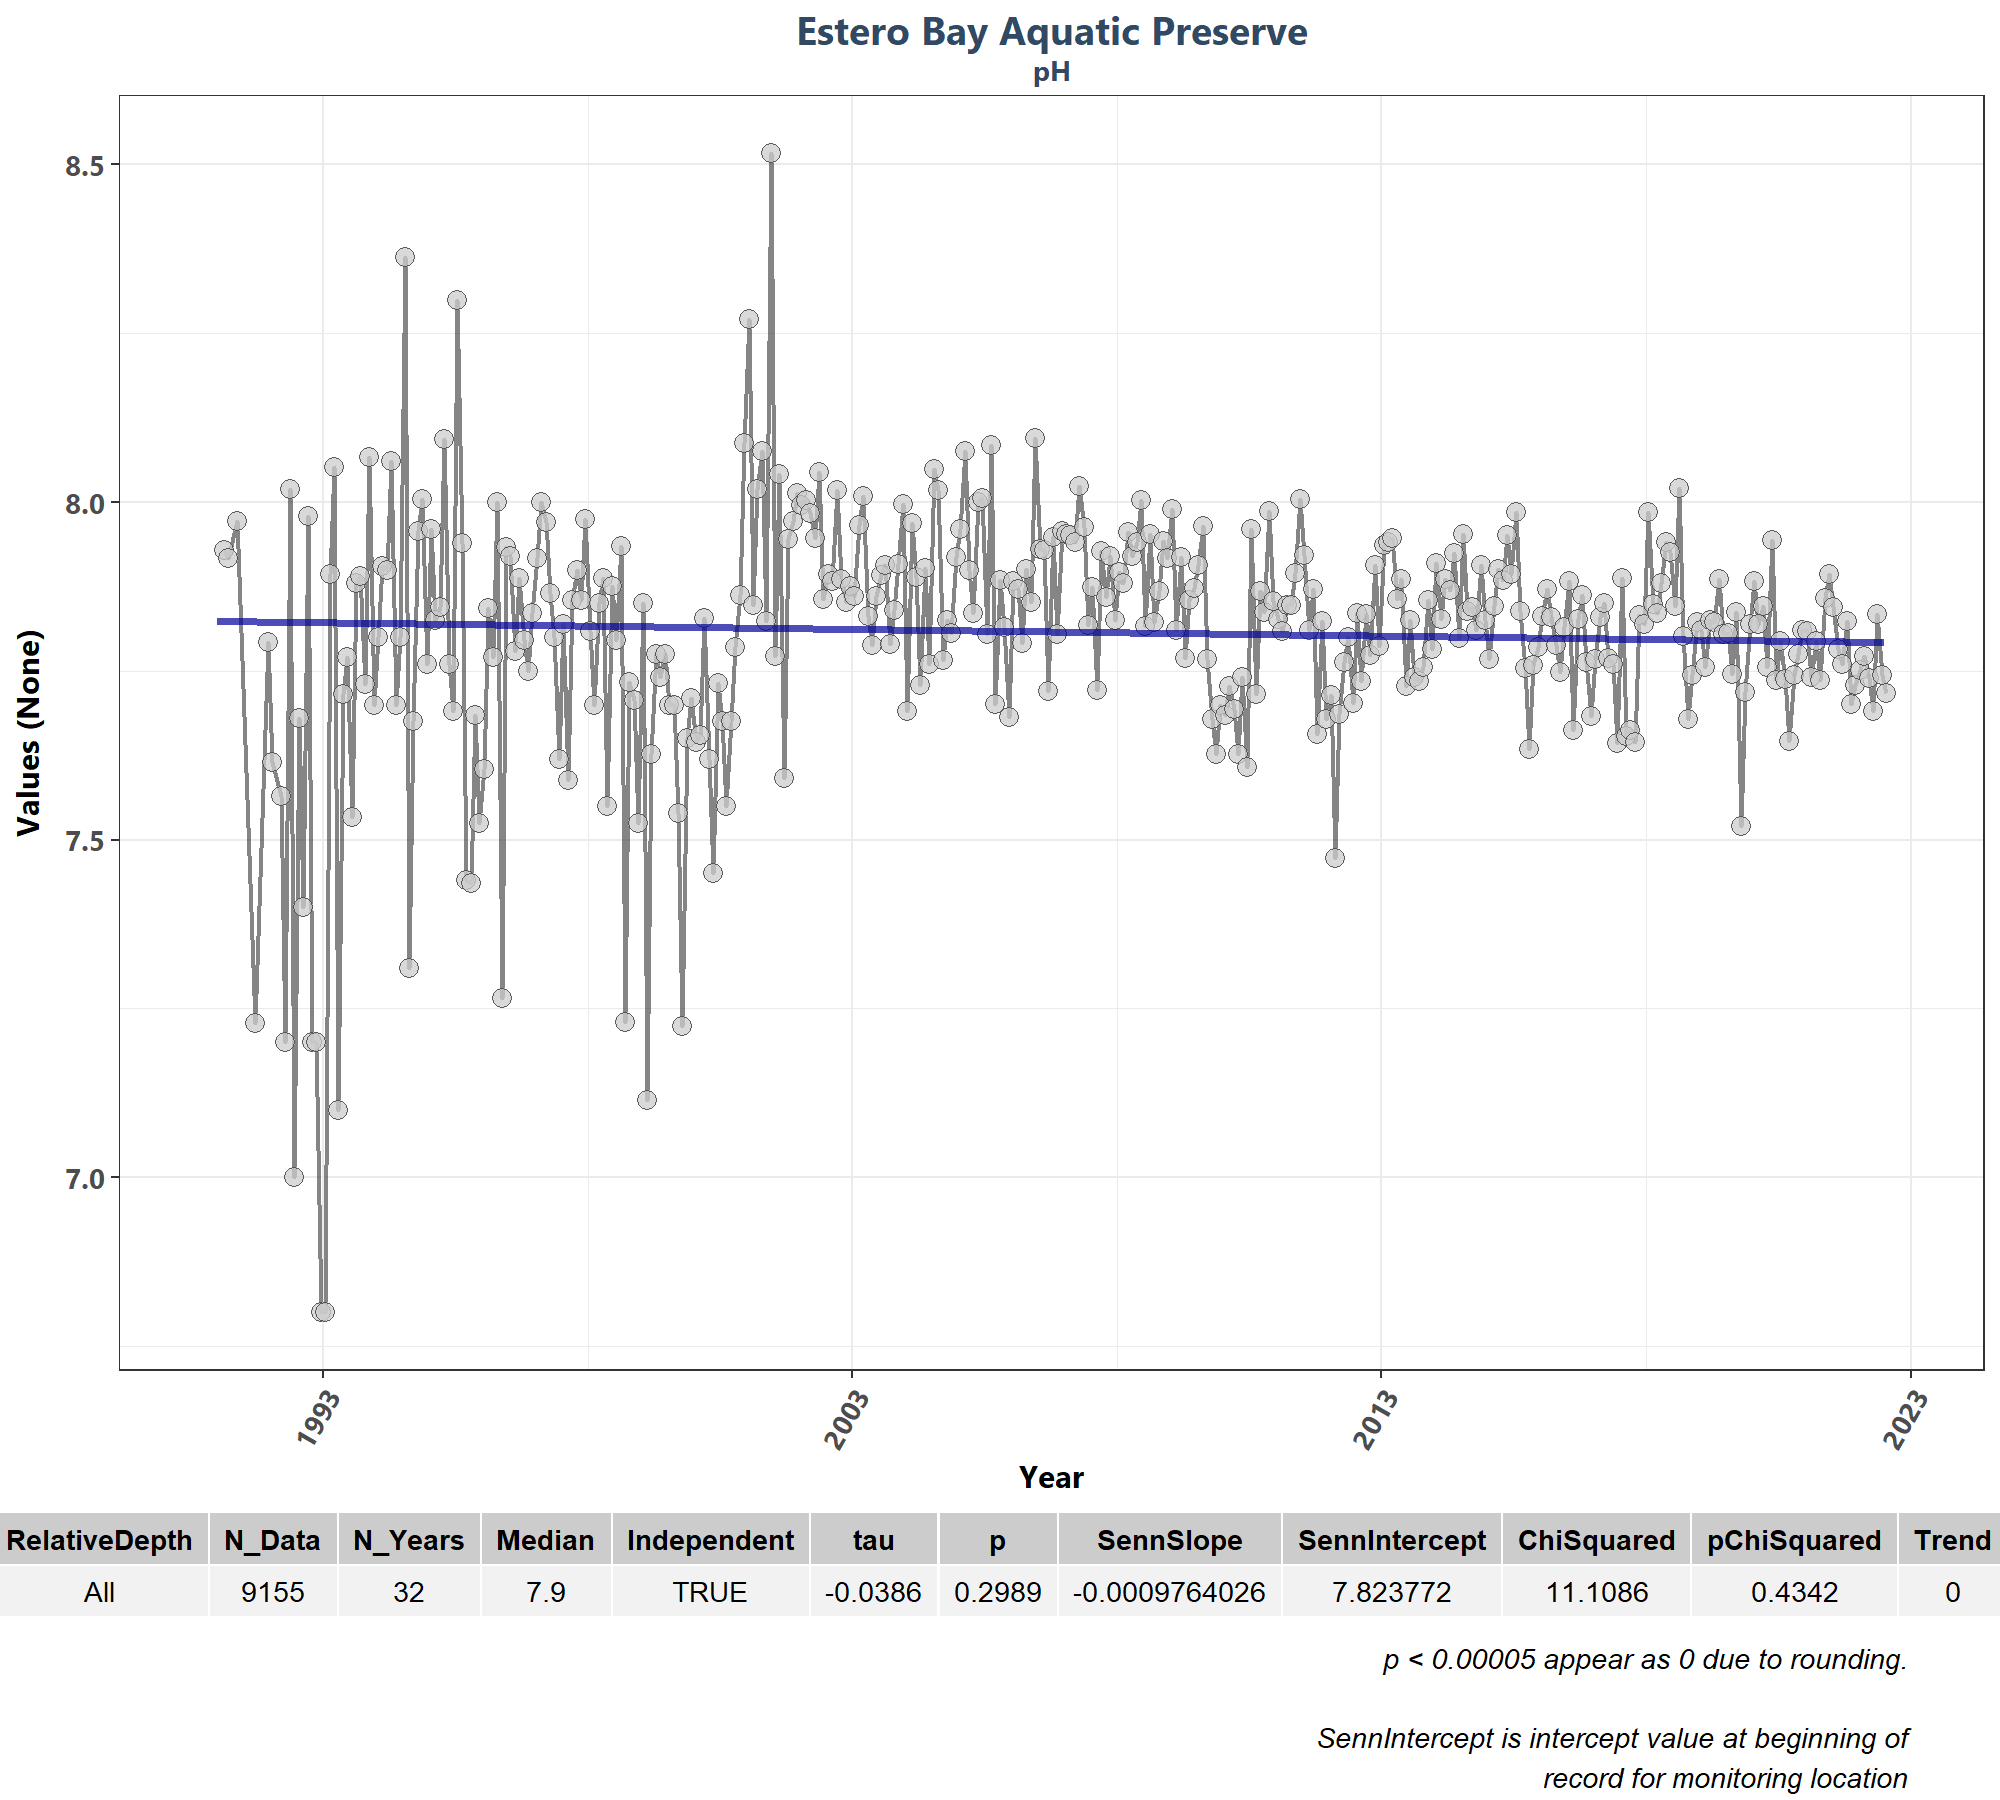 Estero Bay Aquatic Preserve
pH
Values (None)
8.5
8.0
7.5
7.0
1993
2003
2013
2023
Year
RelativeDepth N_Data N_Years Median Independent tau p SennSlope SennIntercept ChiSquared pChiSquared Trend
All 9155 32 7.9 TRUE -0.0386 0.2989 -0.0009764026 7.823772 11.1086 0.4342 0
p < 0.00005 appear as 0 due to rounding.
SennIntercept is intercept value at beginning of
record for monitoring location